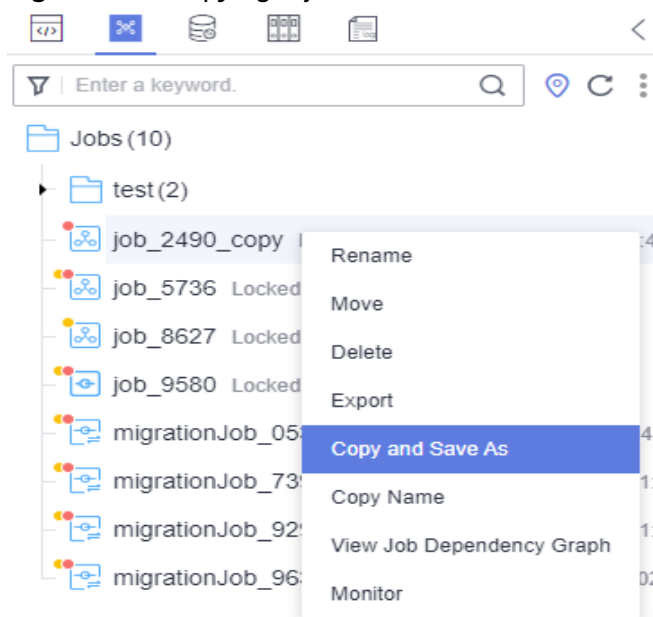 Enter a keyword.
Jobs (10)
test (2)
job_2490_copy
job_5736 Locked
job_8627 Locked
job_9580 Locked
migrationJob_05
migrationJob_73
migrationJob_92
migrationJob_96
Rename
Move
Delete
Export
Copy and Save As
Copy Name
View Job Dependency Graph
Monitor